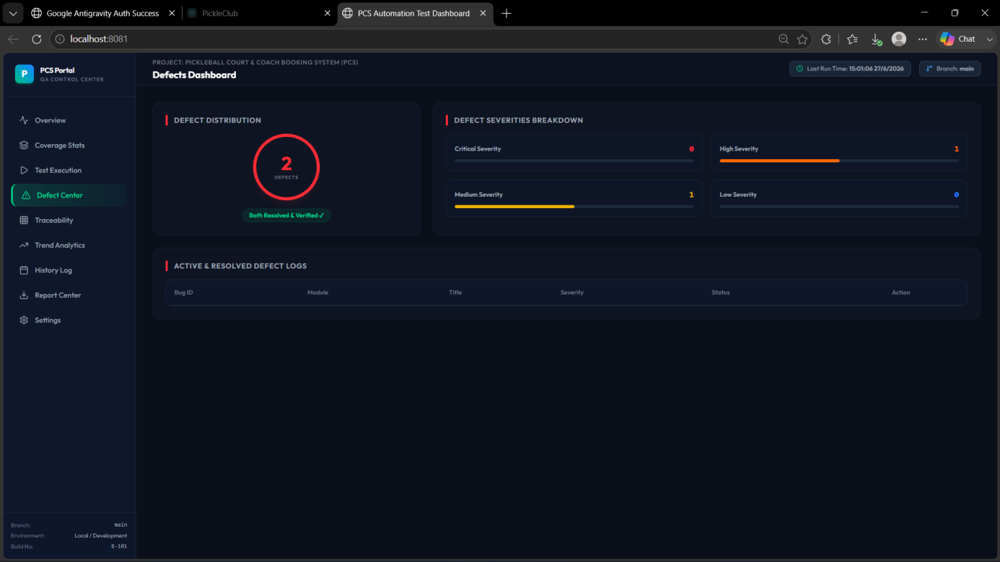 Google Antigravity Auth Success
PickleClub
PCS Automation Test Dashboard
localhost:8081
Chat
P
PCS Portal
QA CONTROL CENTER
PROJECT: PICKLEBALL COURT & COACH BOOKING SYSTEM (PCS)
Defects Dashboard
Last Run Time: 15:01:06 27/6/2026
Branch: main
Overview
Coverage Stats
Test Execution
Defect Center
Traceability
Trend Analytics
History Log
Report Center
Settings
DEFECT DISTRIBUTION
2
DEFECTS
Both Resolved & Verified ✓
DEFECT SEVERITIES BREAKDOWN
Critical Severity 0
High Severity 1
Medium Severity 1
Low Severity 0
ACTIVE & RESOLVED DEFECT LOGS
Bug ID Module Title Severity Status Action
Branch: main
Environment: Local / Development
Build No: B-101